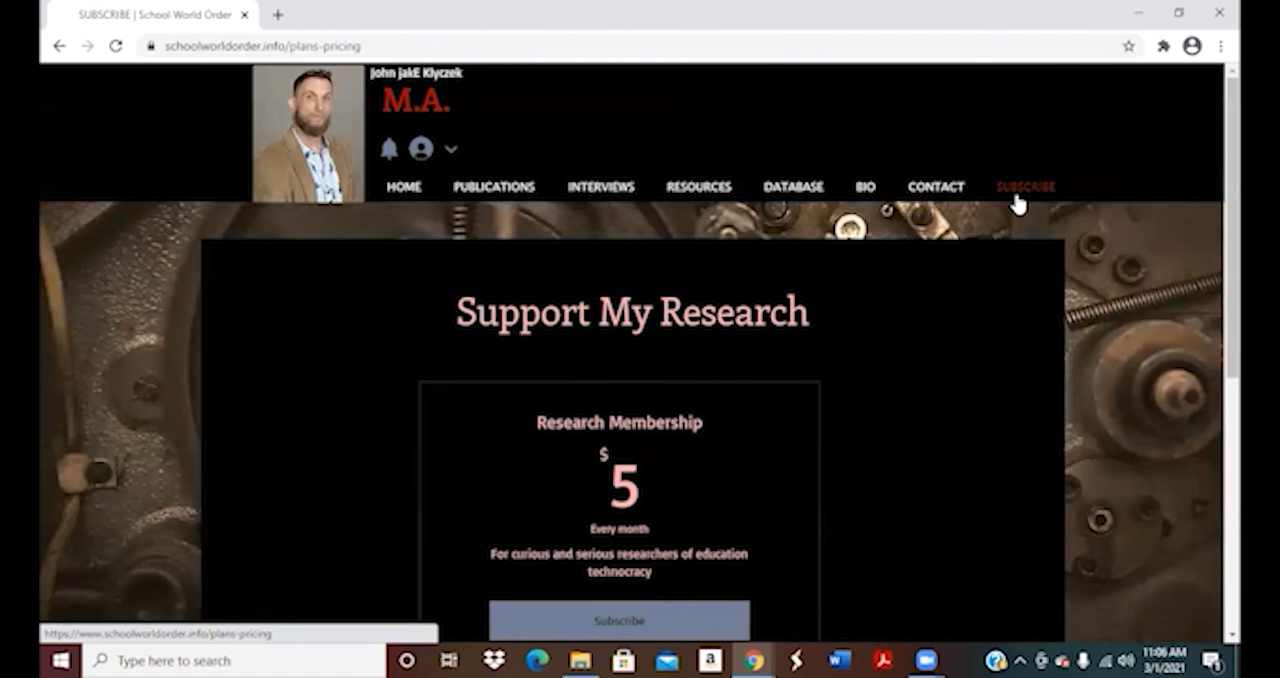 SUBSCRIBE | School World Order
schoolworldorder.info/plans-pricing
John jakE Klyczek
M.A.
HOME PUBLICATIONS INTERVIEWS RESOURCES DATABASE BIO CONTACT SUBSCRIBE
Support My Research
Research Membership
$
5
Every month
For curious and serious researchers of education
technocracy
Subscribe
https://www.schoolworldorder.info/plans-pricing
Type here to search
11:06 AM
3/1/2021